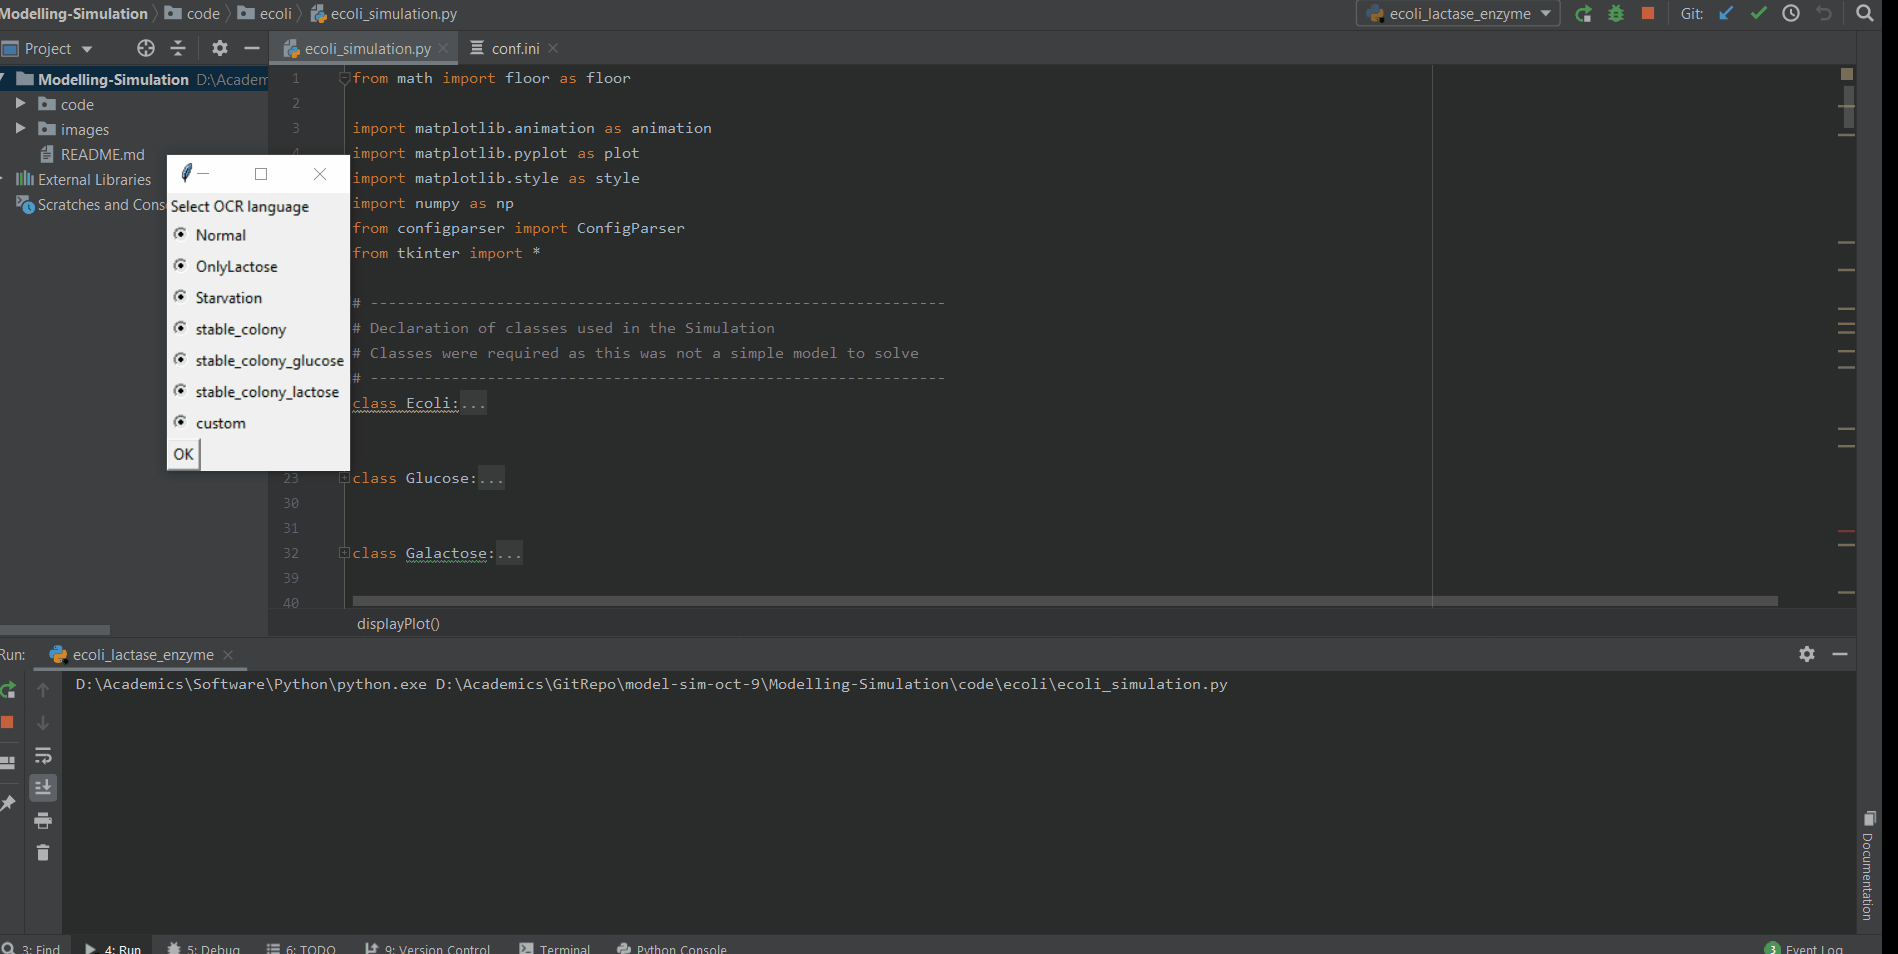 Modelling-Simulation code ecoli ecoli_simulation.py ecoli_lactase_enzyme Git:
Project ecoli_simulation.py conf.ini
Modelling-Simulation D:\Academ
code
images
README.md
External Libraries
Scratches and Cons
Select OCR language
Normal
OnlyLactose
Starvation
stable_colony
stable_colony_glucose
stable_colony_lactose
custom
OK
1 from math import floor as floor
2
3 import matplotlib.animation as animation
4 import matplotlib.pyplot as plot
import matplotlib.style as style
import numpy as np
from configparser import ConfigParser
from tkinter import *
# ----------------------------------------------------------------
# Declaration of classes used in the Simulation
# Classes were required as this was not a simple model to solve
# ----------------------------------------------------------------
class Ecoli:...
23 class Glucose:...
30
31
32 class Galactose:...
39
40
displayPlot()
Run: ecoli_lactase_enzyme
D:\Academics\Software\Python\python.exe D:\Academics\GitRepo\model-sim-oct-9\Modelling-Simulation\code\ecoli\ecoli_simulation.py
Documentation
3: Find 4: Run 5: Debug 6: TODO 9: Version Control Terminal Python Console 3 Event Log